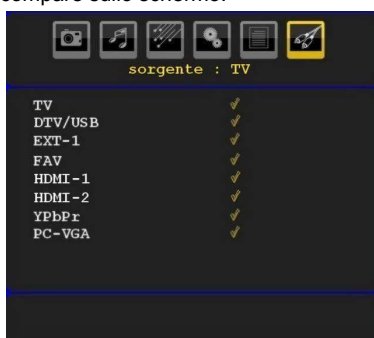 compare sullo schermo.
sorgente : TV
TV
DTV/USB
EXT-1
FAV
HDMI-1
HDMI-2
YPbPr
PC-VGA